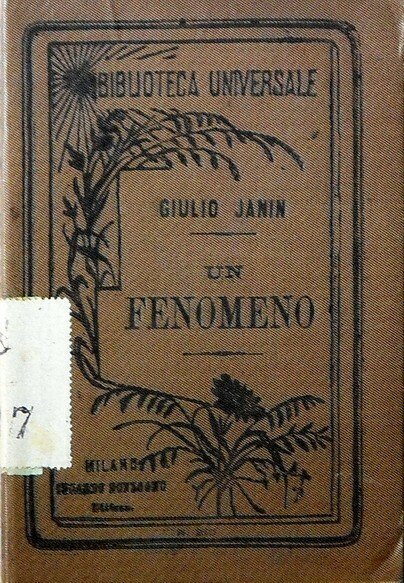 BIBLIOTECA UNIVERSALE
GIULIO JANIN
UN
FENOMENO
7
MILANO